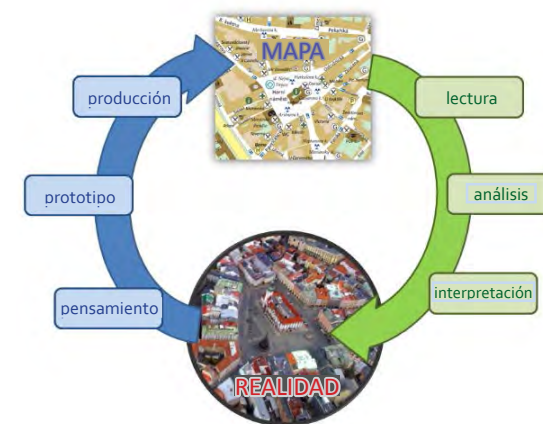 MAPA
producción
prototipo
pensamiento
lectura
análisis
interpretación
REALIDAD